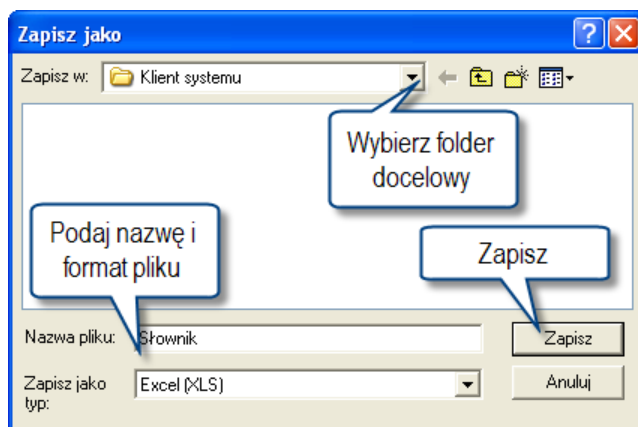 Zapisz jako
Zapisz w: Klient systemu
Wybierz folder
docelowy
Podaj nazwę i
format pliku
Zapisz
Nazwa pliku: Słownik Zapisz
Zapisz jako
typ: Excel (XLS) Anuluj